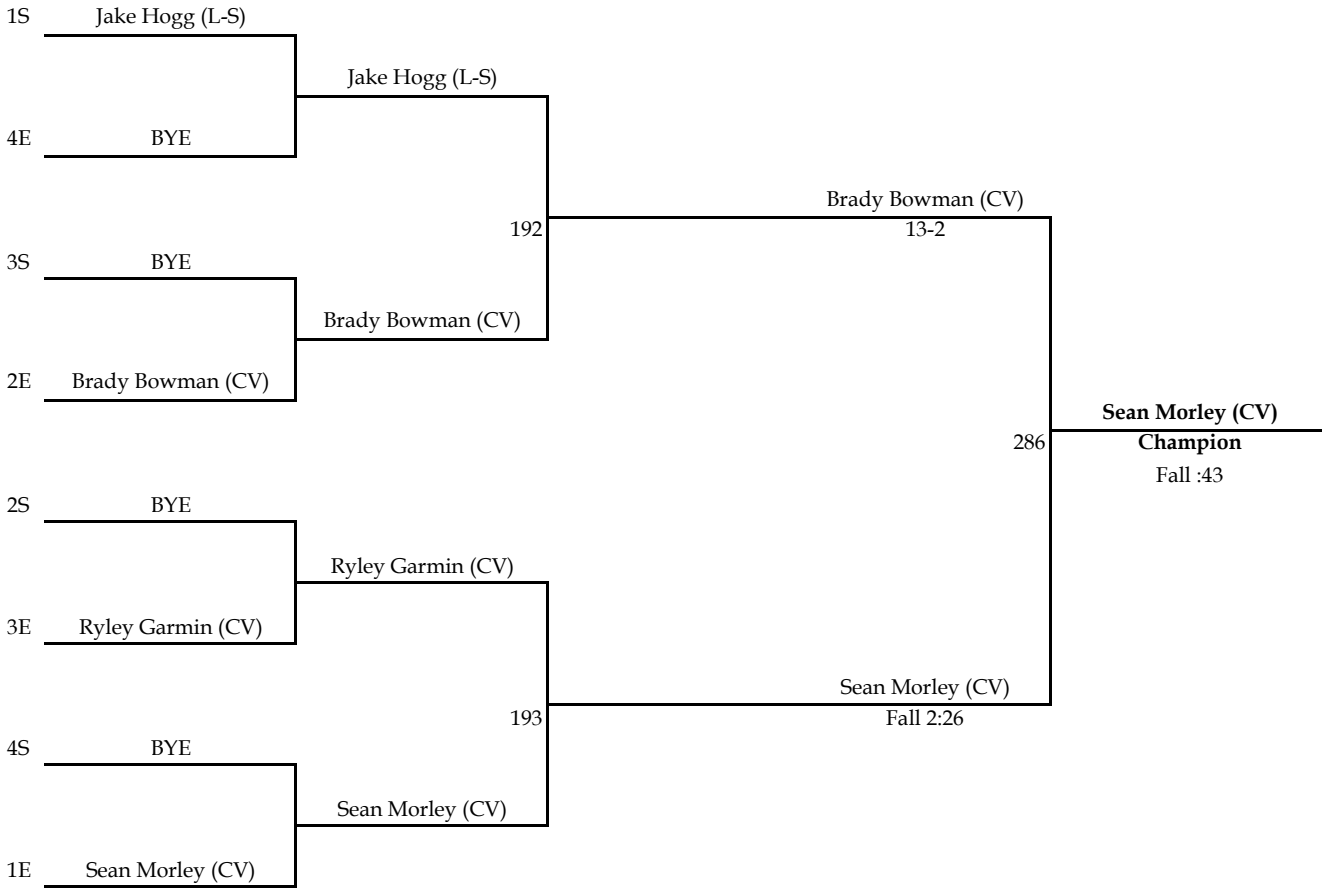 1S Jake Hogg (L-S)
Jake Hogg (L-S)
4E BYE
Brady Bowman (CV)
192 13-2
3S BYE
Brady Bowman (CV)
2E Brady Bowman (CV)
Sean Morley (CV)
286 Champion
Fall :43
2S BYE
Ryley Garmin (CV)
3E Ryley Garmin (CV)
Sean Morley (CV)
193 Fall 2:26
4S BYE
Sean Morley (CV)
1E Sean Morley (CV)